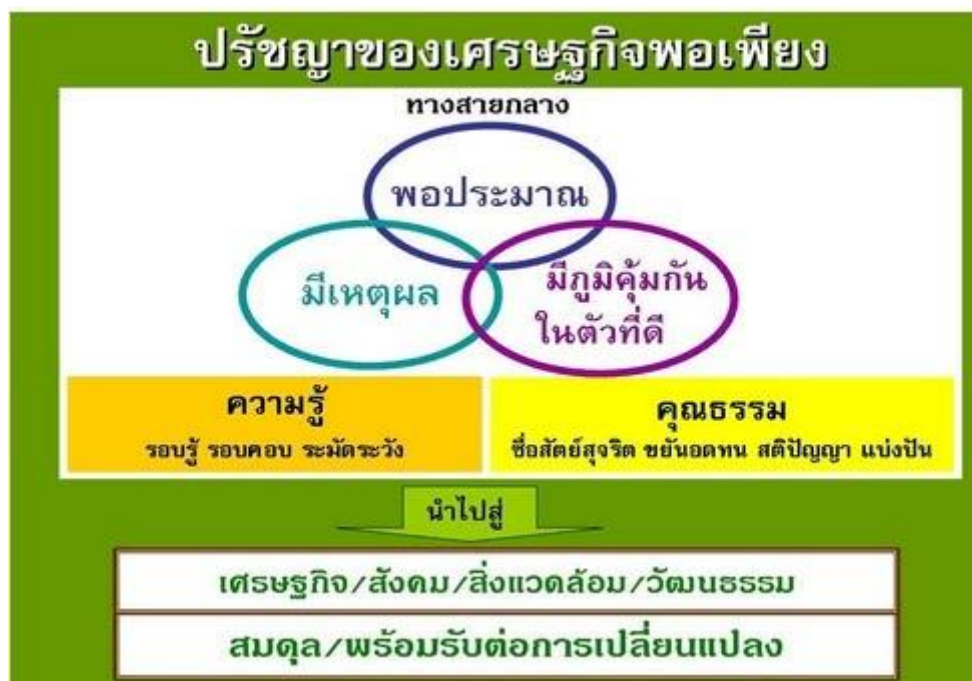 ปรัชญาของเศรษฐกิจพอเพียง
ทางสายกลาง
พอประมาณ
มีเหตุผล
มีภูมิคุ้มกัน
ในตัวที่ดี
ความรู้
รอบรู้ รอบคอบ ระมัดระวัง
คุณธรรม
ซื่อสัตย์สุจริต ขยันอดทน สติปัญญา แบ่งปัน
นำไปสู่
เศรษฐกิจ/สังคม/สิ่งแวดล้อม/วัฒนธรรม
สมดุล/พร้อมรับต่อการเปลี่ยนแปลง